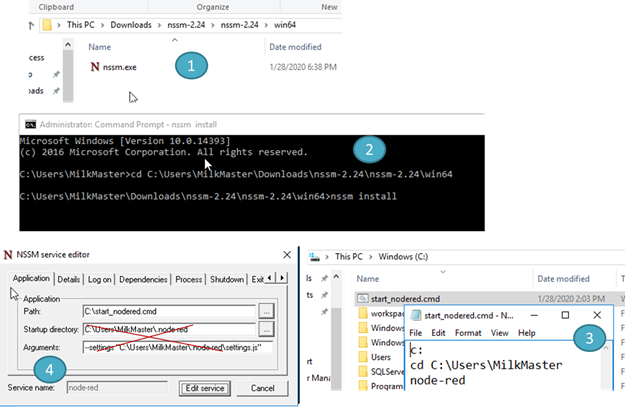 Clipboard
Organize
New
This PC > Downloads > nssm-2.24 > nssm-2.24 > win64
Name
Date modified
cess
nssm.exe
1
1/28/2020 6:38 PM
p
oads
Administrator: Command Prompt - nssm install
Microsoft Windows [Version 10.0.14393]
(c) 2016 Microsoft Corporation. All rights reserved.
2
C:\Users\MilkMaster>cd C:\Users\MilkMaster\Downloads\nssm-2.24\nssm-2.24\win64
C:\Users\MilkMaster\Downloads\nssm-2.24\nssm-2.24\win64>nssm install
NSSM service editor
Application Details Log on Dependencies Process Shutdown Exit
Application
Path: C:\start_nodered.cmd ...
Startup directory: C:\Users\MilkMaster\.node-red ...
Arguments: --settings "C:\Users\MilkMaster\.node-red\settings.js"
4
Service name: node-red Edit service Cancel
This PC > Windows (C:)
ls
Name
Date modified
ts
start_nodered.cmd
1/28/2020 2:03 PM
workspac
Window
Window
Window
Users
SQLServe
Program
rt
r Manag
start_nodered.cmd - N...
File Edit Format View Help
3
c:
cd C:\Users\MilkMaster
node-red